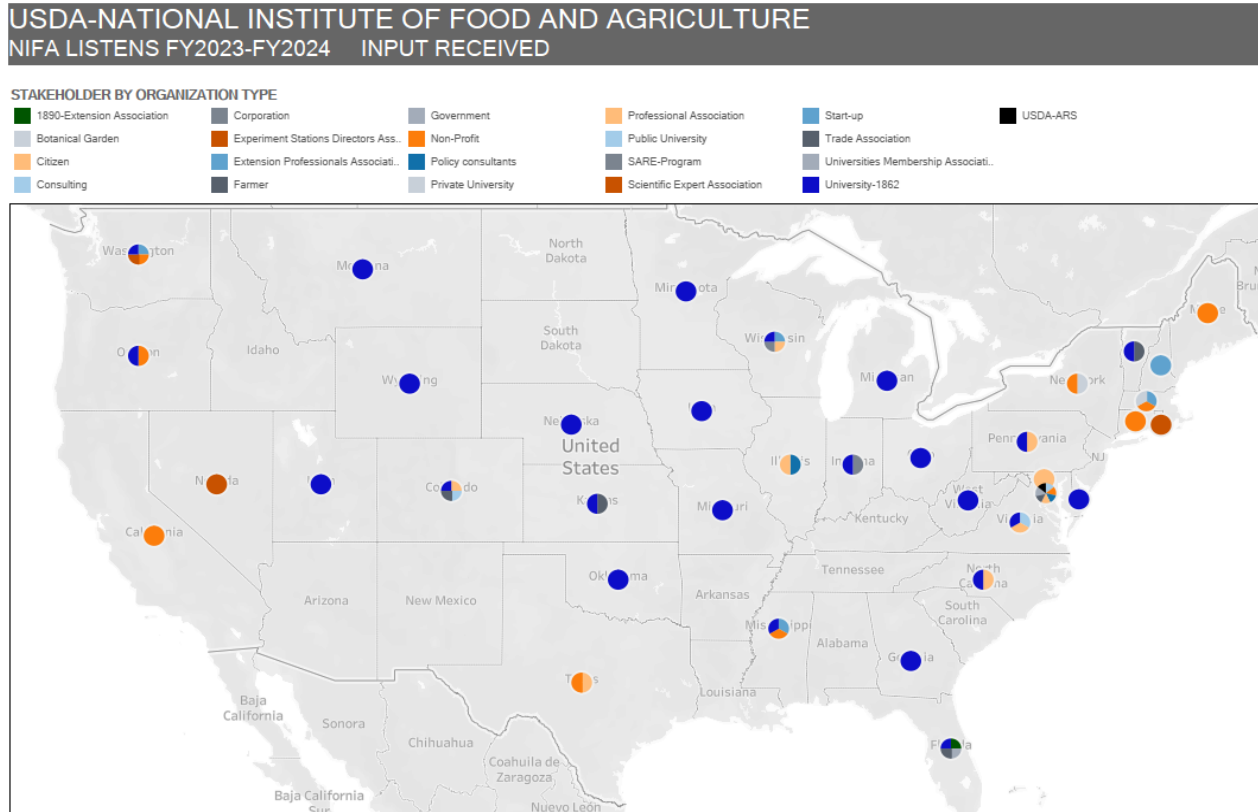 USDA-NATIONAL INSTITUTE OF FOOD AND AGRICULTURE
NIFA LISTENS FY2023-FY2024 INPUT RECEIVED
STAKEHOLDER BY ORGANIZATION TYPE
1890-Extension Association
Corporation
Government
Professional Association
Start-up
USDA-ARS
Botanical Garden
Experiment Stations Directors Ass..
Non-Profit
Public University
Trade Association
Citizen
Extension Professionals Associati..
Policy consultants
SARE-Program
Universities Membership Associati..
Consulting
Farmer
Private University
Scientific Expert Association
University-1862
North
Dakota
South
Dakota
Idaho
United
States
NJ
Kentucky
Tennessee
North
South
Carolina
Arkansas
Arizona
New Mexico
Alabama
Louisiana
Baja
California
Sonora
Chihuahua
Coahuila de
Zaragoza
Baja California
Sur
Nuevo León